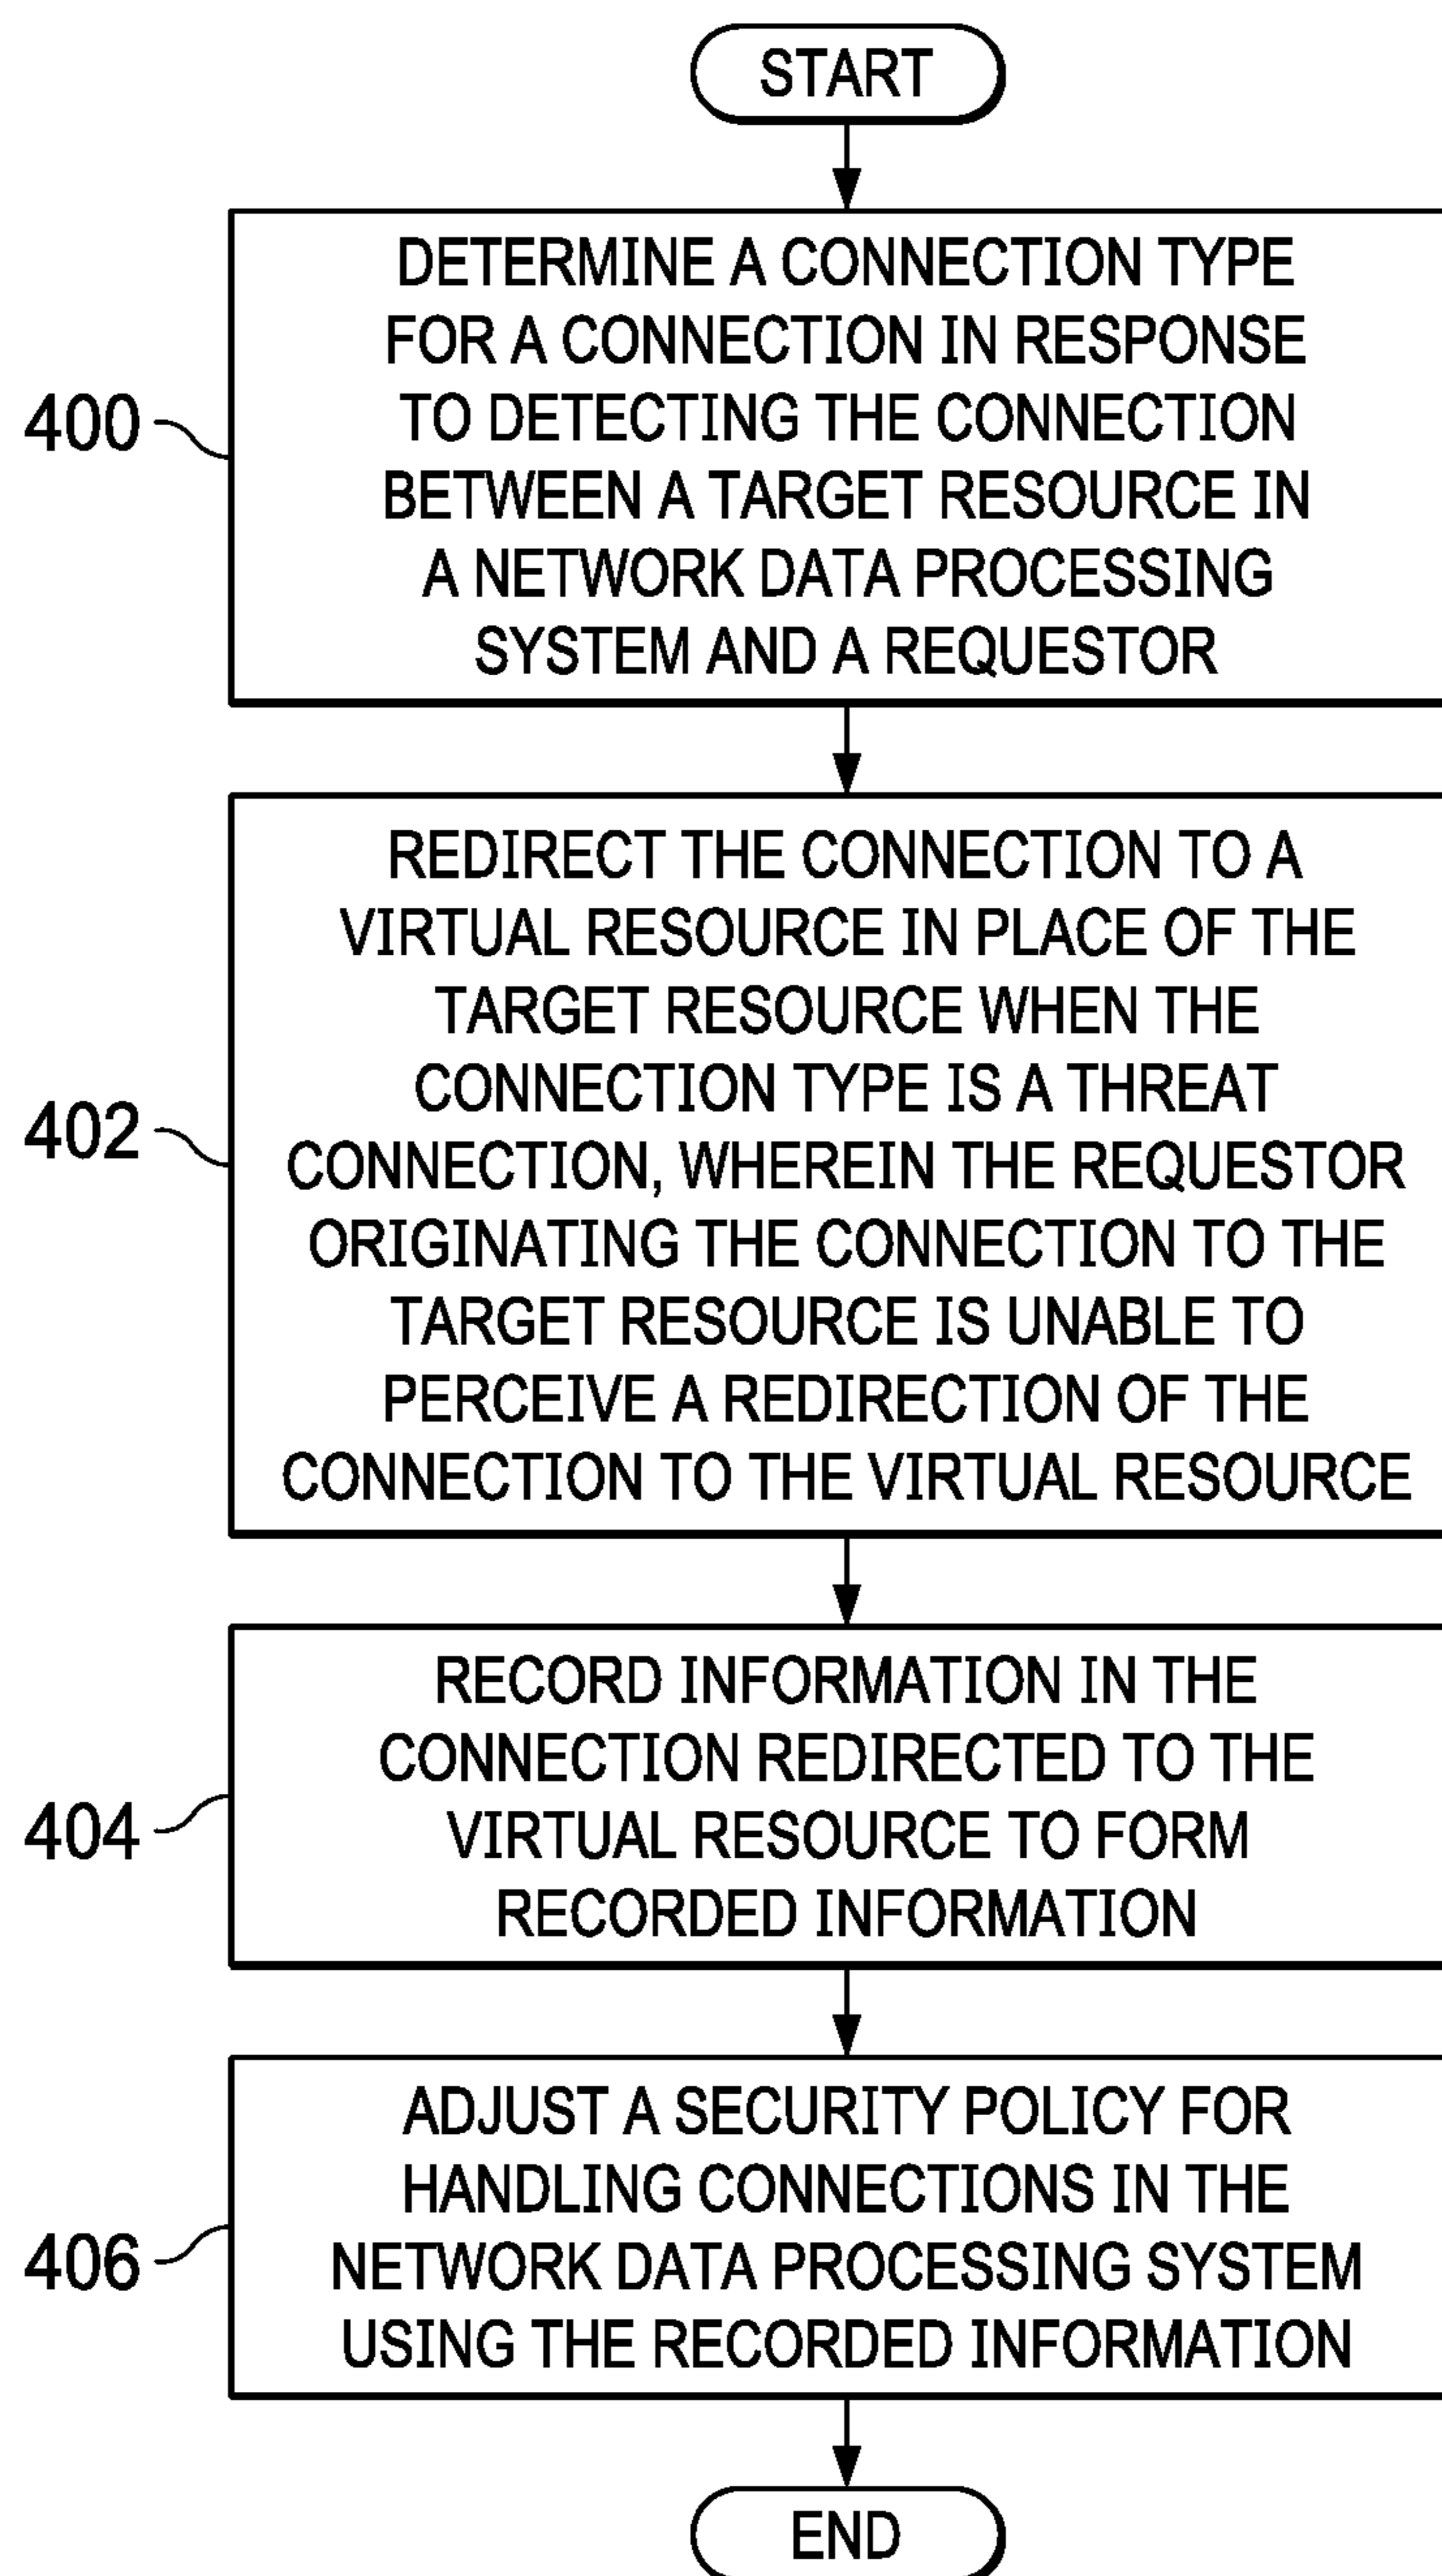 START
400
DETERMINE A CONNECTION TYPE
FOR A CONNECTION IN RESPONSE
TO DETECTING THE CONNECTION
BETWEEN A TARGET RESOURCE IN
A NETWORK DATA PROCESSING
SYSTEM AND A REQUESTOR
402
REDIRECT THE CONNECTION TO A
VIRTUAL RESOURCE IN PLACE OF THE
TARGET RESOURCE WHEN THE
CONNECTION TYPE IS A THREAT
CONNECTION, WHEREIN THE REQUESTOR
ORIGINATING THE CONNECTION TO THE
TARGET RESOURCE IS UNABLE TO
PERCEIVE A REDIRECTION OF THE
CONNECTION TO THE VIRTUAL RESOURCE
404
RECORD INFORMATION IN THE
CONNECTION REDIRECTED TO THE
VIRTUAL RESOURCE TO FORM
RECORDED INFORMATION
406
ADJUST A SECURITY POLICY FOR
HANDLING CONNECTIONS IN THE
NETWORK DATA PROCESSING SYSTEM
USING THE RECORDED INFORMATION
END